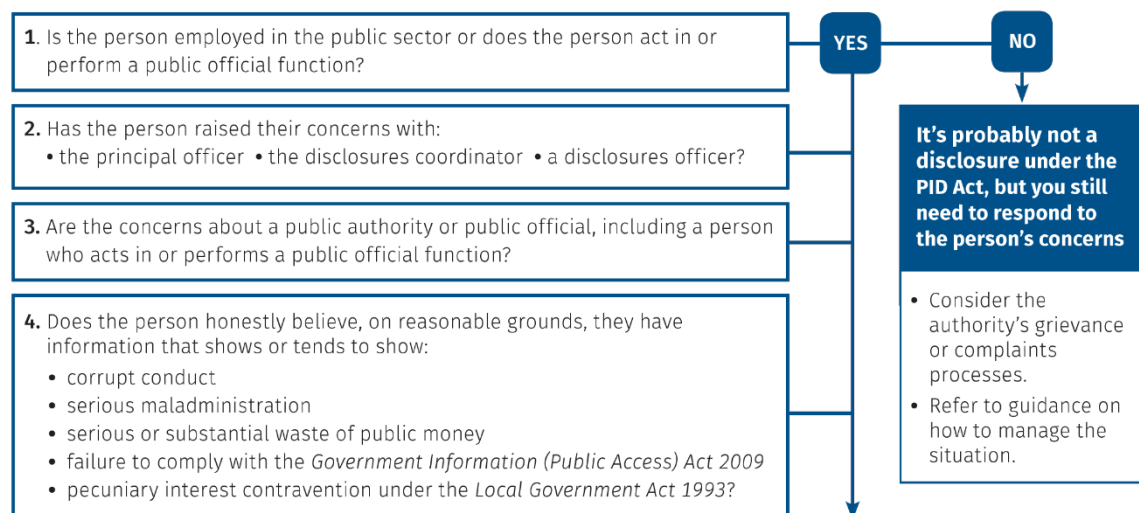 1. Is the person employed in the public sector or does the person act in or
perform a public official function?
YES
NO
2. Has the person raised their concerns with:
• the principal officer • the disclosures coordinator • a disclosures officer?
3. Are the concerns about a public authority or public official, including a person
who acts in or performs a public official function?
4. Does the person honestly believe, on reasonable grounds, they have
information that shows or tends to show:
• corrupt conduct
• serious maladministration
• serious or substantial waste of public money
• failure to comply with the Government Information (Public Access) Act 2009
• pecuniary interest contravention under the Local Government Act 1993?
It’s probably not a
disclosure under the
PID Act, but you still
need to respond to
the person’s concerns
• Consider the
authority’s grievance
or complaints
processes.
• Refer to guidance on
how to manage the
situation.